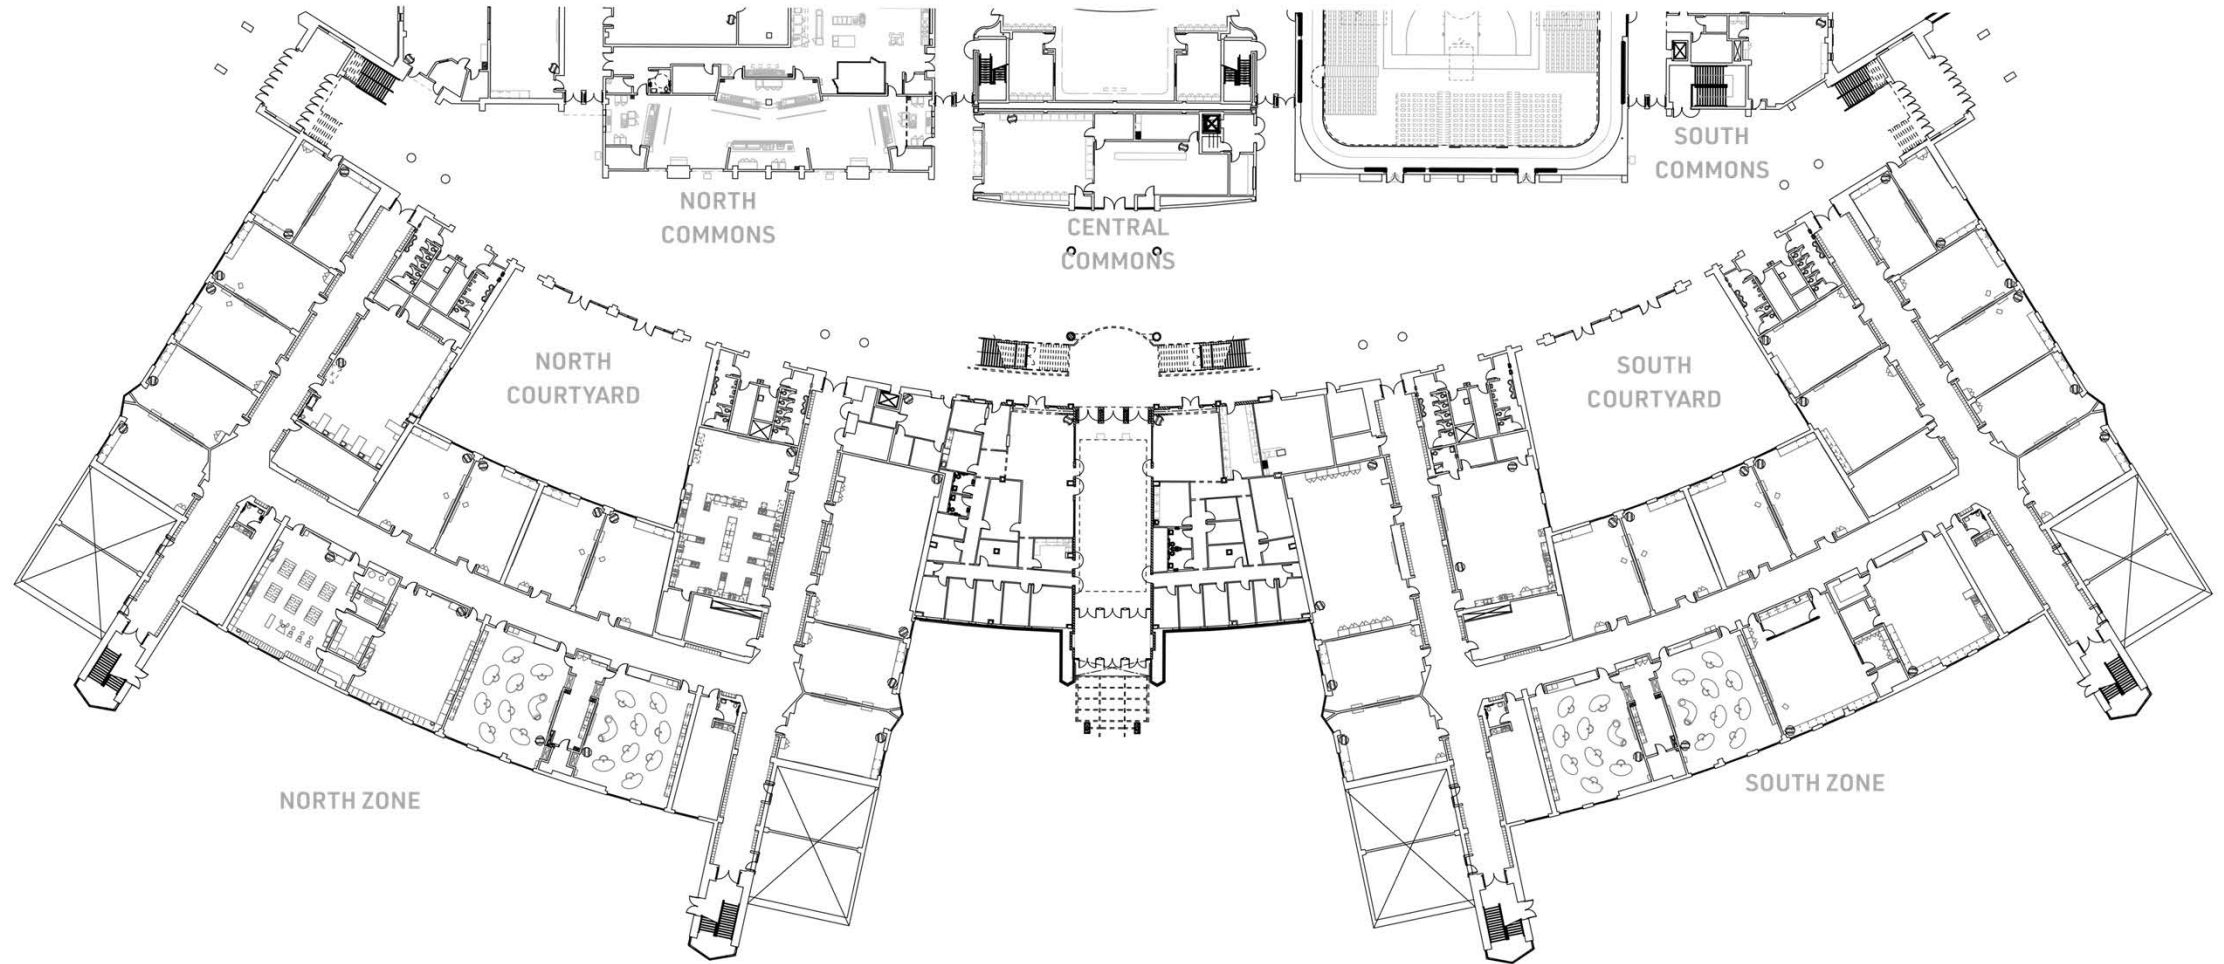 SOUTH
COMMONS
NORTH
COMMONS
CENTRAL
COMMONS
NORTH
COURTYARD
SOUTH
COURTYARD
NORTH ZONE
SOUTH ZONE